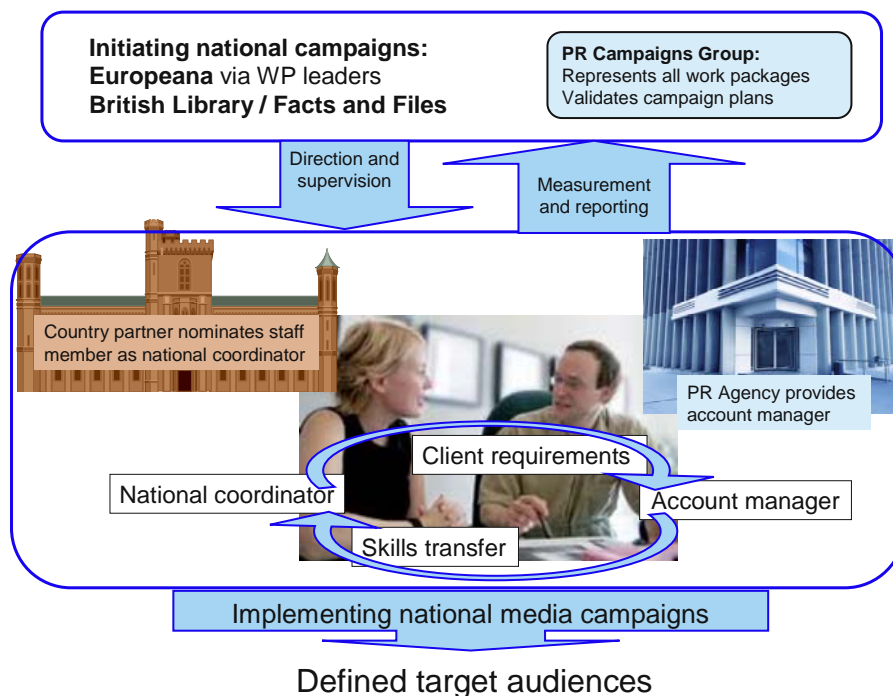 Initiating national campaigns:
Europeana via WP leaders
British Library / Facts and Files
PR Campaigns Group:
Represents all work packages
Validates campaign plans
Direction and
supervision
Measurement
and reporting
Country partner nominates staff
member as national coordinator
PR Agency provides
account manager
Client requirements
National coordinator
Account manager
Skills transfer
Implementing national media campaigns
Defined target audiences